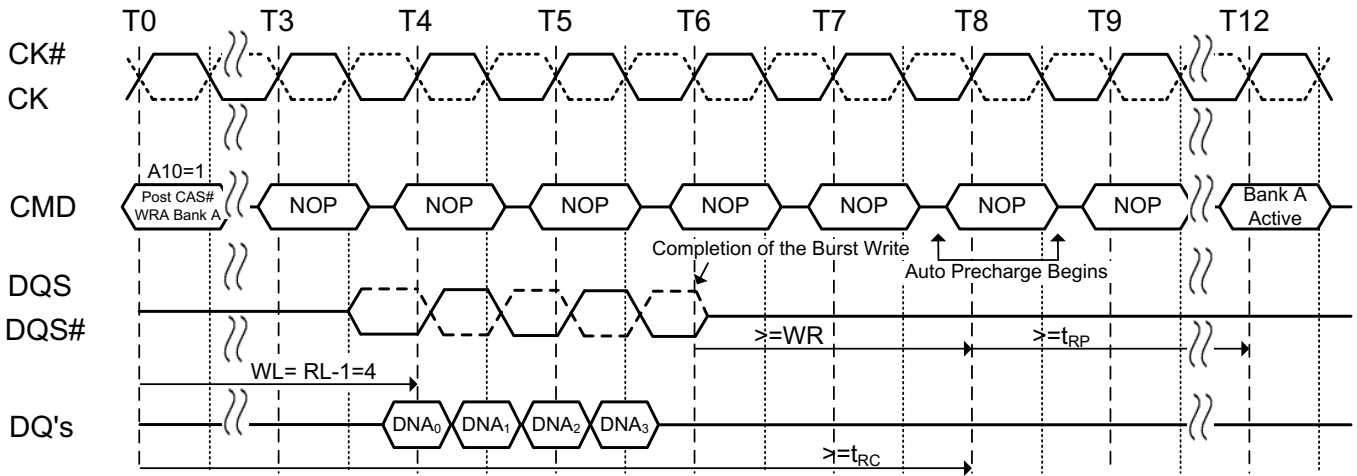 T0 T3 T4 T5 T6 T7 T8 T9 T12
CK#
CK
A10=1
CMD
Post CAS#
WRA Bank A
NOP NOP NOP NOP NOP NOP NOP
Bank A
Active
Completion of the Burst Write
Auto Precharge Begins
DQS
DQS#
>=WR >=tRP
WL= RL-1=4
DQ's DNA0 DNA1 DNA2 DNA3
>=tRC